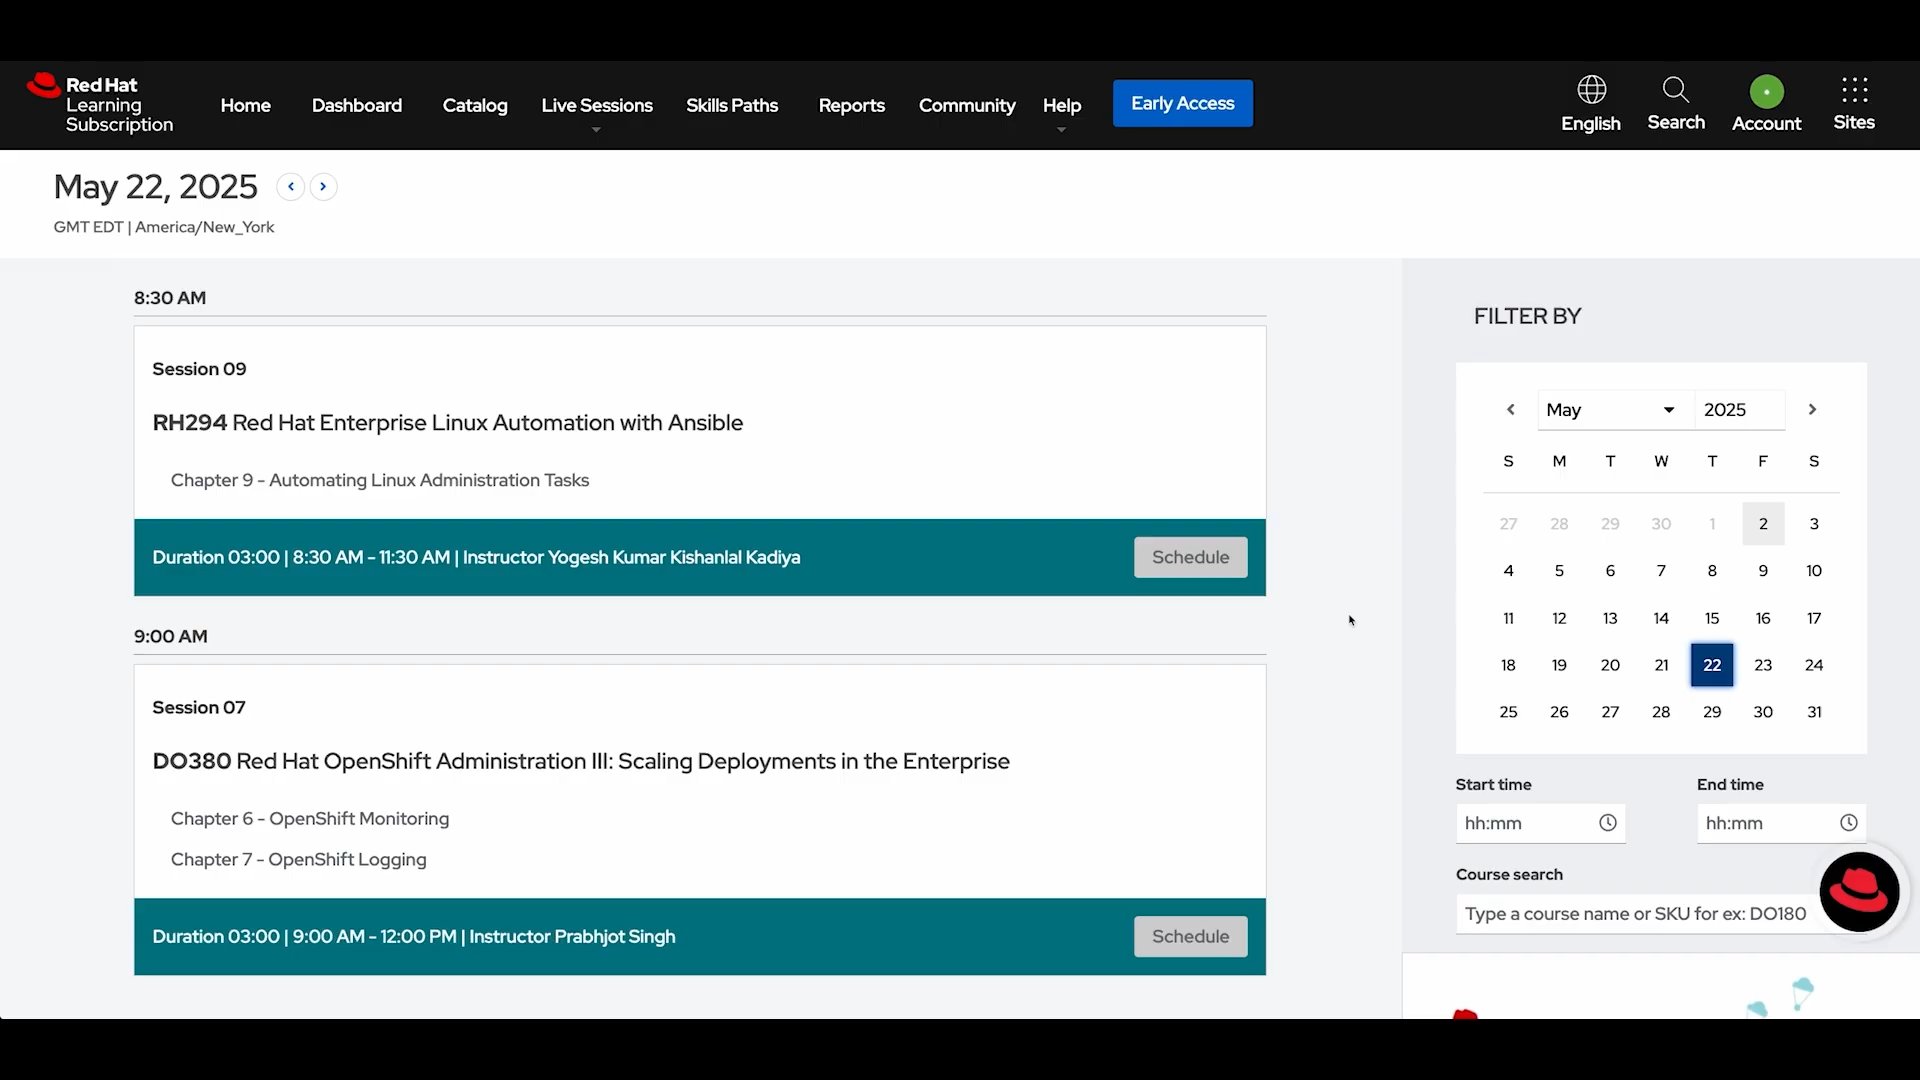 Red Hat
Learning
Subscription
Home
Dashboard
Catalog
Live Sessions
Skills Paths
Reports
Community
Help
Early Access
English
Search
Account
Sites
May 22, 2025
GMT EDT | America/New_York
8:30 AM
Session 09
RH294 Red Hat Enterprise Linux Automation with Ansible
Chapter 9 - Automating Linux Administration Tasks
Duration 03:00 | 8:30 AM - 11:30 AM | Instructor Yogesh Kumar Kishanlal Kadiya
Schedule
9:00 AM
Session 07
DO380 Red Hat OpenShift Administration III: Scaling Deployments in the Enterprise
Chapter 6 - OpenShift Monitoring
Chapter 7 - OpenShift Logging
Duration 03:00 | 9:00 AM - 12:00 PM | Instructor Prabhjot Singh
Schedule
FILTER BY
May 2025
S M T W T F S
27 28 29 30 1 2 3
4 5 6 7 8 9 10
11 12 13 14 15 16 17
18 19 20 21 22 23 24
25 26 27 28 29 30 31
Start time End time
hh:mm hh:mm
Course search
Type a course name or SKU for ex: DO180